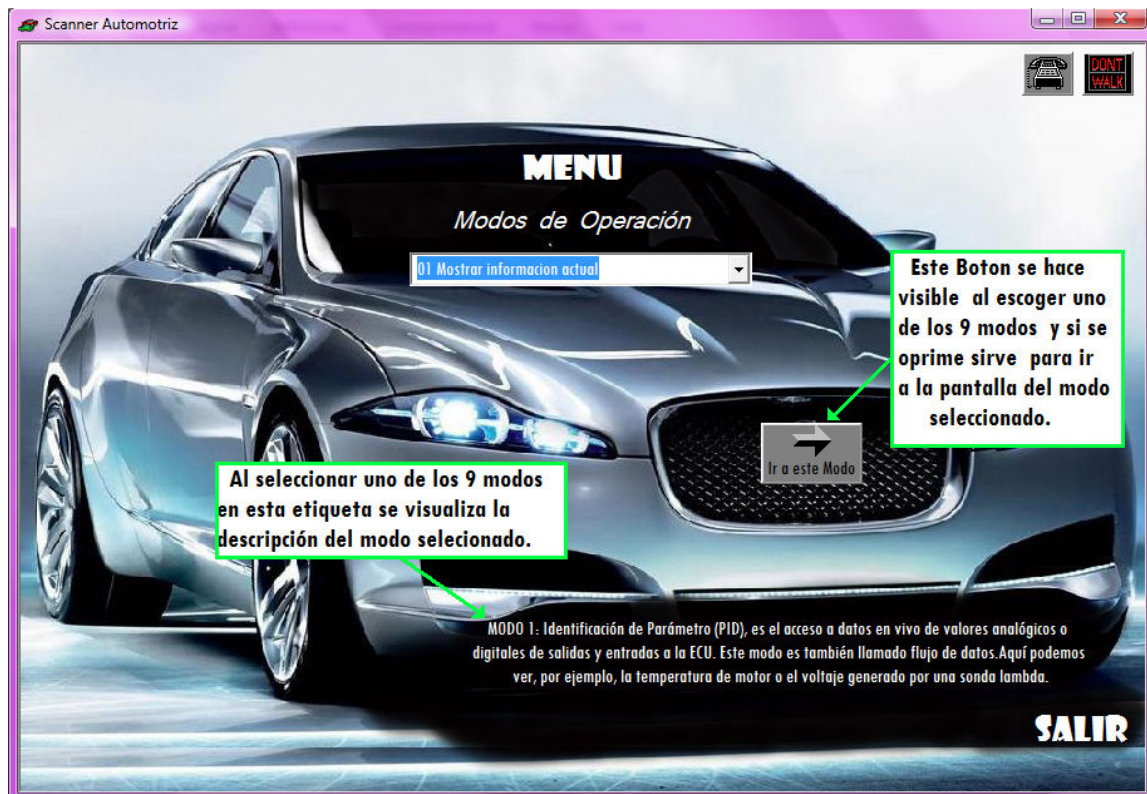 Scanner Automotriz
DONT
WALK
MENU
Modos de Operación
01 Mostrar informacion actual
Este Boton se hace
visible al escoger uno
de los 9 modos y si se
oprime sirve para ir
a la pantalla del modo
seleccionado.
Ir a este Modo
Al seleccionar uno de los 9 modos
en esta etiqueta se visualiza la
descripción del modo selecionado.
MODO 1: Identificación de Parámetro (PID), es el acceso a datos en vivo de valores analógicos o
digitales de salidas y entradas a la ECU. Este modo es también llamado flujo de datos.Aquí podemos
ver, por ejemplo, la temperatura de motor o el voltaje generado por una sonda lambda.
SALIR